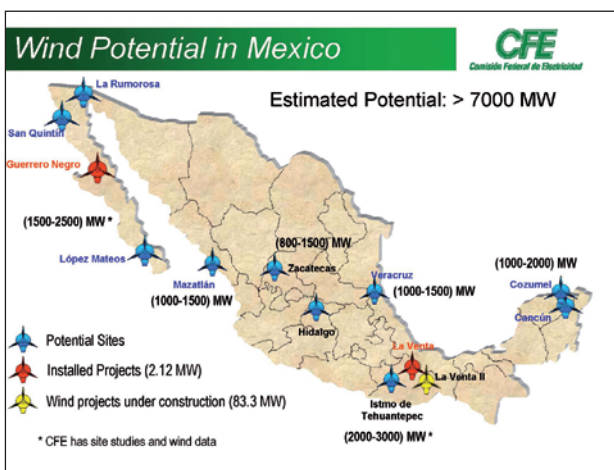 Wind Potential in Mexico
CFE
Comisión Federal de Electricidad
La Rumorosa
Estimated Potential: > 7000 MW
San Quintín
Guerrero Negro
(1500-2500) MW *
(800-1500) MW
López Mateos
Mazatlán
Zacatecas
Veracruz
(1000-2000) MW
Cozumel
(1000-1500) MW
(1000-1500) MW
Cancún
Hidalgo
Potential Sites
La Venta
Installed Projects (2.12 MW)
La Venta II
Wind projects under construction (83.3 MW)
Istmo de
Tehuantepec
(2000-3000) MW *
* CFE has site studies and wind data